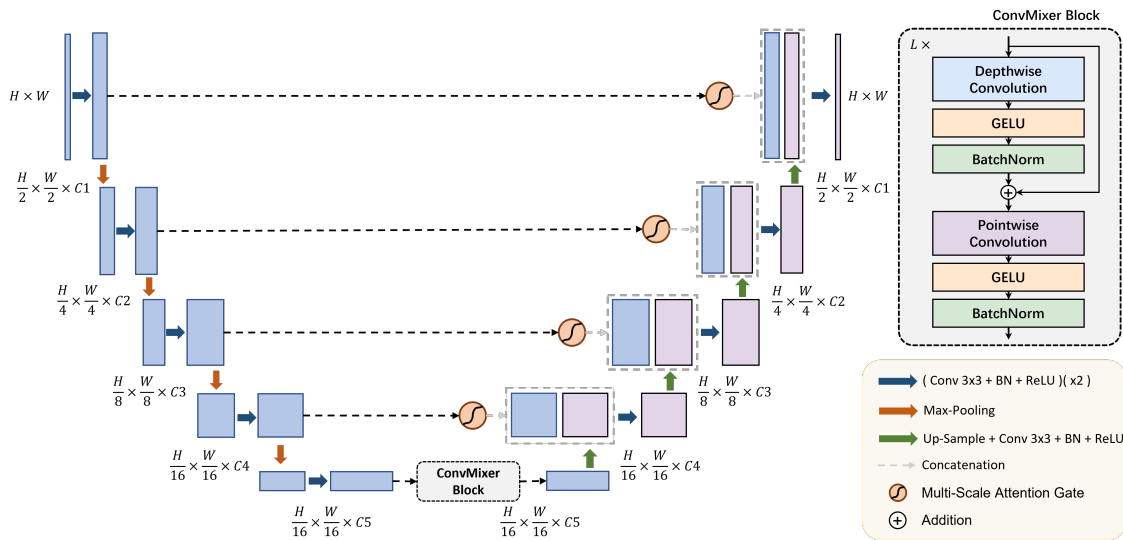 ConvMixer Block
L ×
Depthwise
Convolution
GELU
BatchNorm
Pointwise
Convolution
GELU
BatchNorm
H × W
H × W
H/2 × W/2 × C1
H/2 × W/2 × C1
H/4 × W/4 × C2
H/4 × W/4 × C2
H/8 × W/8 × C3
H/8 × W/8 × C3
H/16 × W/16 × C4
H/16 × W/16 × C4
ConvMixer
Block
H/16 × W/16 × C5
H/16 × W/16 × C5
( Conv 3x3 + BN + ReLU )( x2 )
Max-Pooling
Up-Sample + Conv 3x3 + BN + ReLU
Concatenation
Multi-Scale Attention Gate
Addition